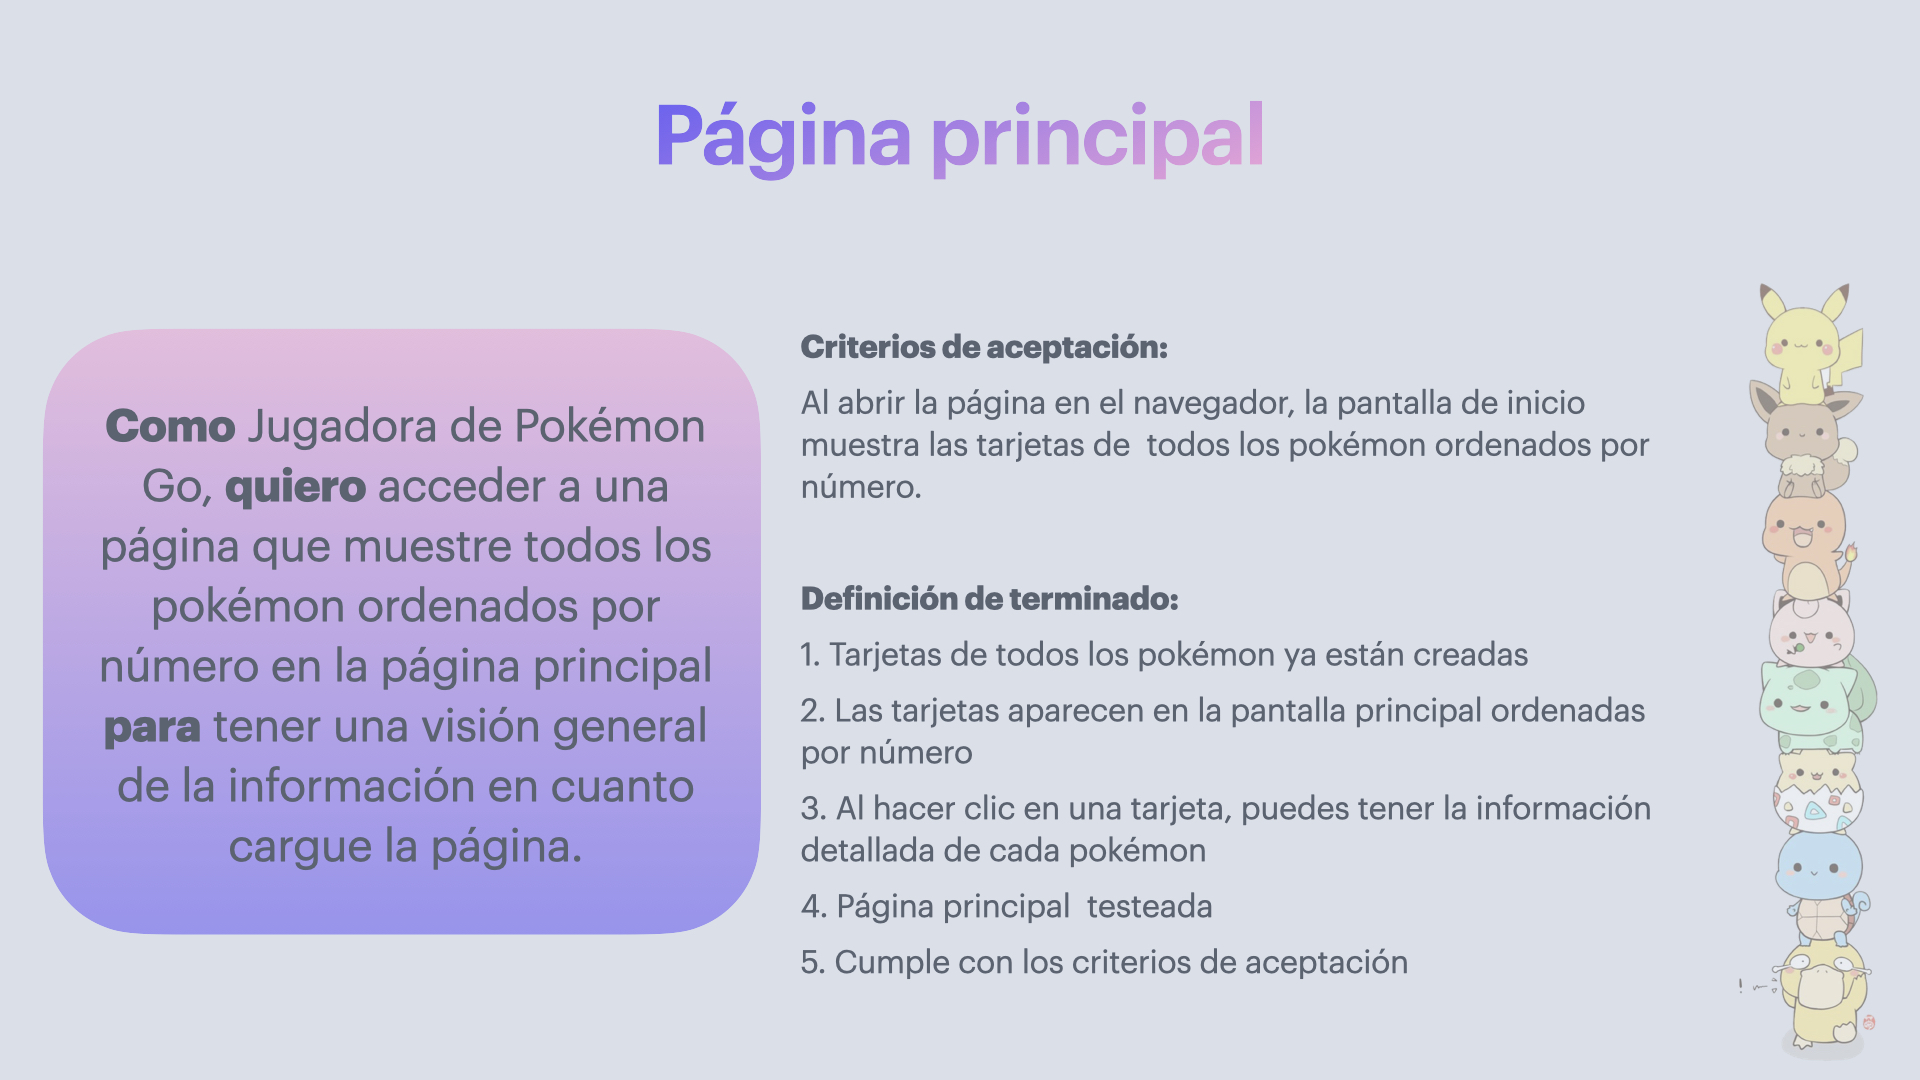 Página principal
Como Jugadora de Pokémon
Go, quiero acceder a una
página que muestre todos los
pokémon ordenados por
número en la página principal
para tener una visión general
de la información en cuanto
cargue la página.
Criterios de aceptación:
Al abrir la página en el navegador, la pantalla de inicio
muestra las tarjetas de  todos los pokémon ordenados por
número.
Definición de terminado:
1. Tarjetas de todos los pokémon ya están creadas
2. Las tarjetas aparecen en la pantalla principal ordenadas
por número
3. Al hacer clic en una tarjeta, puedes tener la información
detallada de cada pokémon
4. Página principal  testeada
5. Cumple con los criterios de aceptación